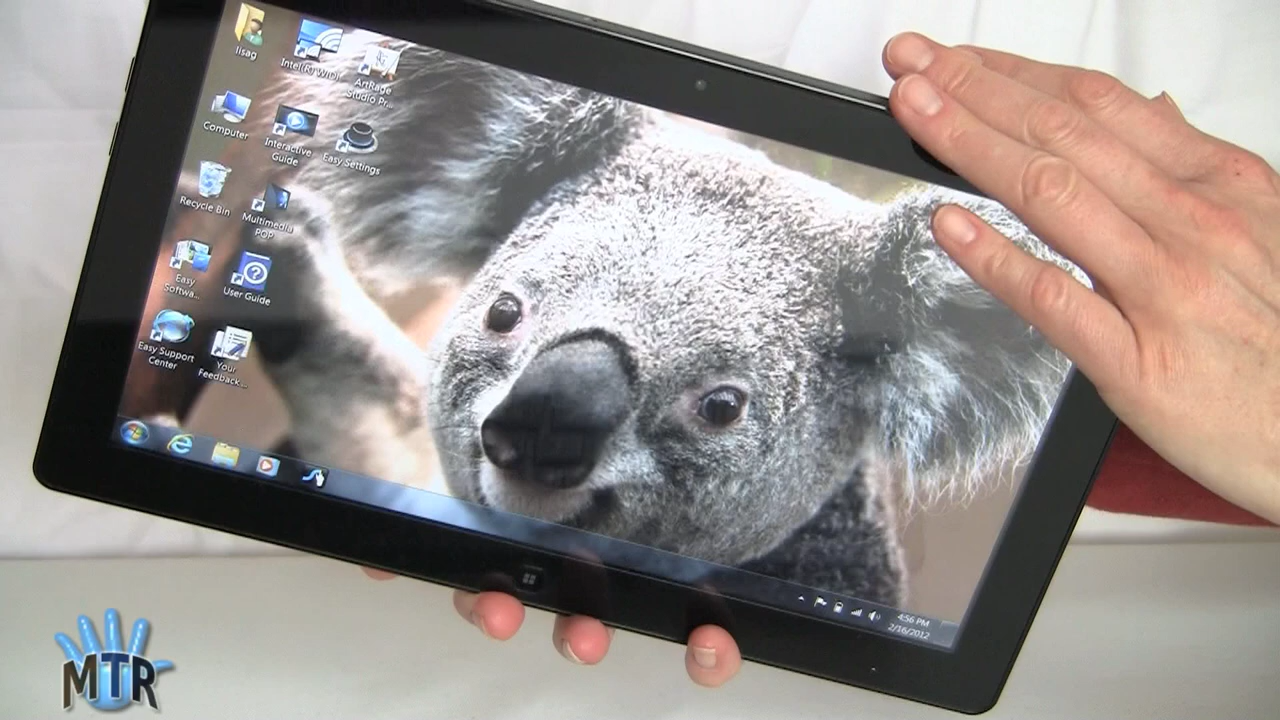 lisag
Intel(R) WiDi
ArtRage
Studio Pr...
Computer
Interactive
Guide
Easy Settings
Recycle Bin
Multimedia
POP
Easy
Softwa...
User Guide
Easy Support
Center
Your
Feedback...
4:56 PM
2/16/2012
MTR